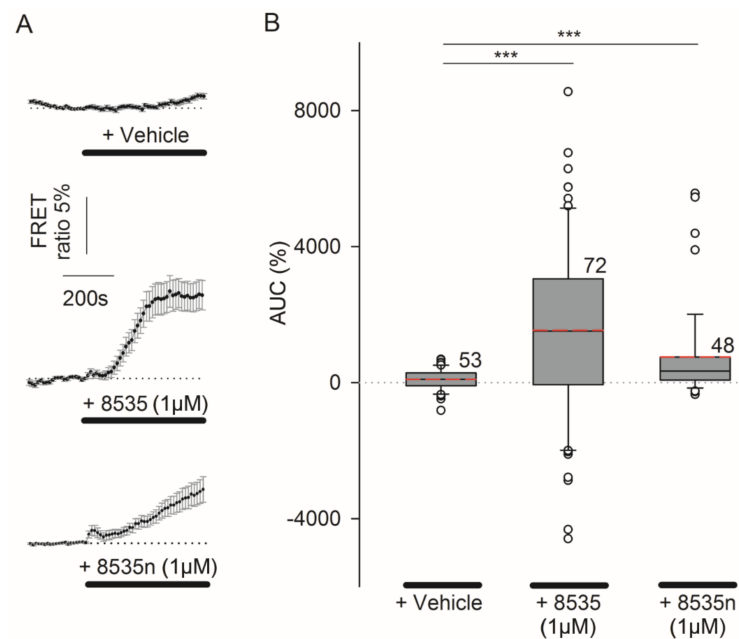 A
+ Vehicle
FRET
ratio 5%
200s
+ 8535 (1µM)
+ 8535n (1µM)
B
***
***
8000
4000
0
-4000
AUC (%)
53
72
48
+ Vehicle
+ 8535
(1µM)
+ 8535n
(1µM)